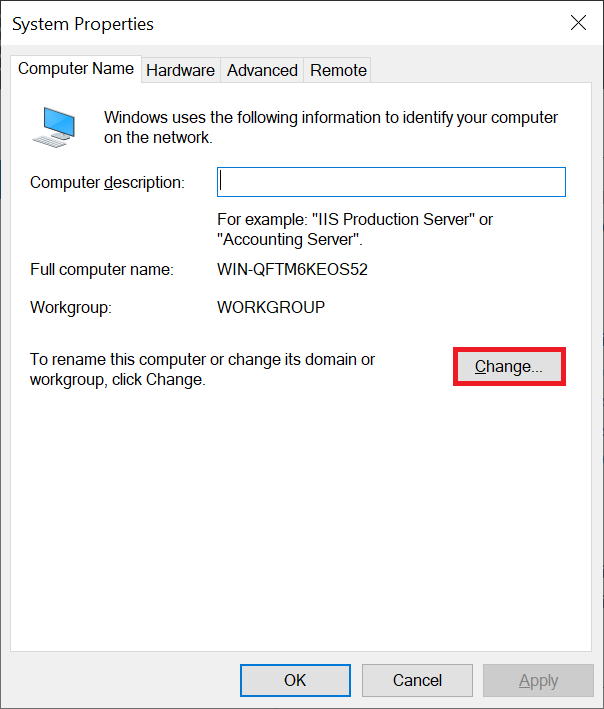 System Properties
Computer Name Hardware Advanced Remote
Windows uses the following information to identify your computer
on the network.
Computer description:
For example: "IIS Production Server" or
"Accounting Server".
Full computer name: WIN-QFTM6KEOS52
Workgroup: WORKGROUP
To rename this computer or change its domain or
workgroup, click Change.
Change...
OK Cancel Apply